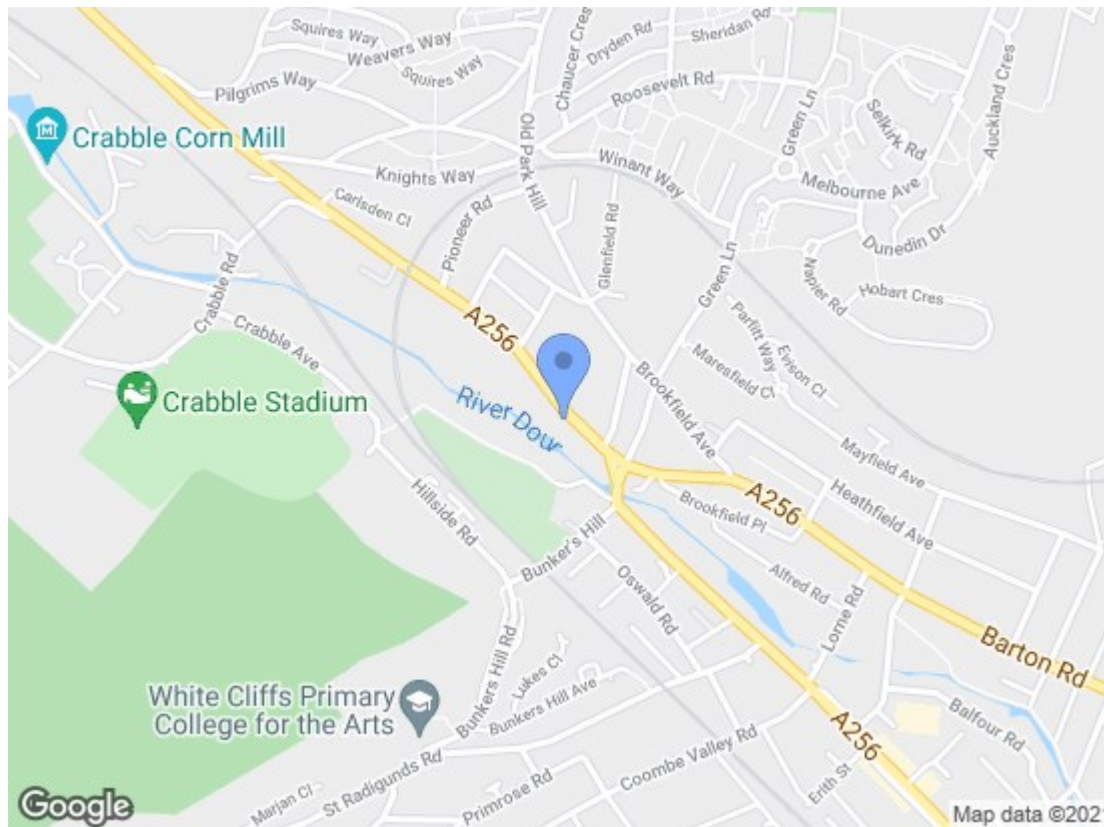 Squires Way
Weavers Way
Squires Way
Pilgrims Way
Chaucer Cres
Dryden Rd
Sheridan Rd
Roosevelt Rd
Old Park Hill
Green Ln
Selkirk Rd
Auckland Cres
Crabble Corn Mill
Knights Way
Winant Way
Melbourne Ave
Carlsden Cl
Pioneer Rd
Glenfield Rd
Dunedin Dr
Green Ln
Napier Rd
Hobart Cres
Crabble Rd
Crabble Ave
A256
Parfitt Way
Evison Cl
Maresfield Cl
Brookfield Ave
Crabble Stadium
River Dour
Mayfield Ave
Hillside Rd
A256
Heathfield Ave
Brookfield Pl
Bunker's Hill
Alfred Rd
Oswald Rd
Lorne Rd
Barton Rd
Bunkers Hill Rd
Lukes Cl
Bunkers Hill Ave
White Cliffs Primary
College for the Arts
A256
Balfour Rd
St Radigunds Rd
Coombe Valley Rd
Erith St
Marjan Cl
Primrose Rd
Google
Map data ©202